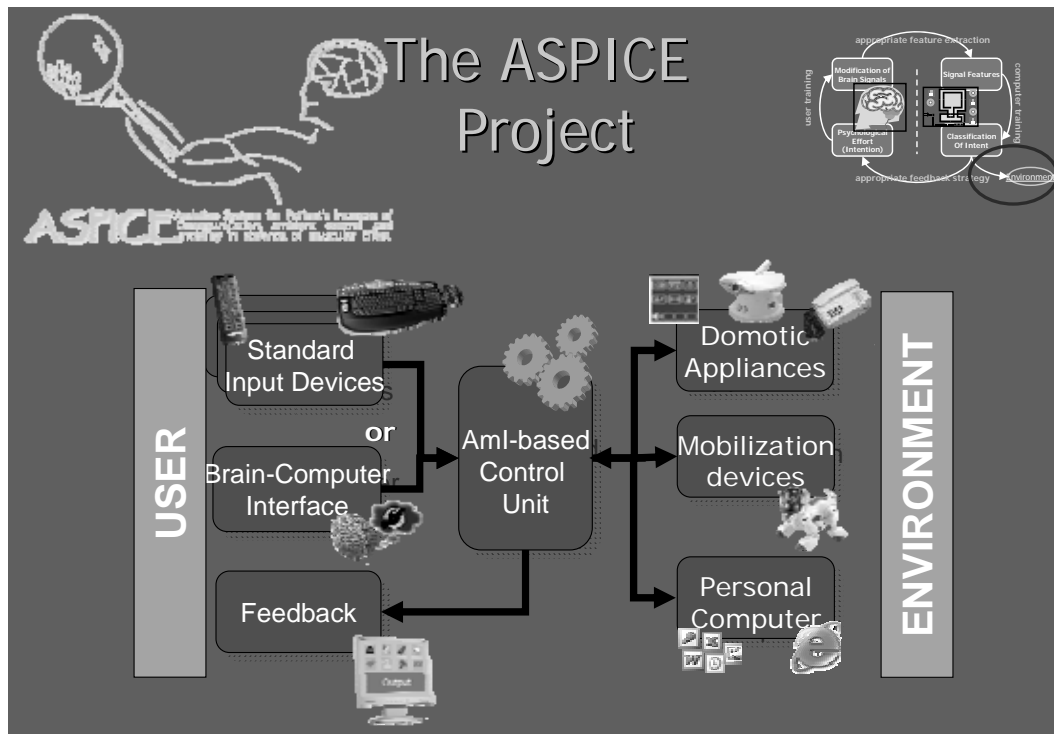 The ASPICE
Project
appropriate feature extraction
Modification of
Brain Signals
Signal Features
user training
computer training
Psychological
Effort
(Intention)
Classification
Of Intent
appropriate feedback strategy
Environment
ASPICE
USER
Standard
Input Devices
or
Brain-Computer
Interface
Feedback
Output
AmI-based
Control
Unit
Domotic
Appliances
Mobilization
devices
Personal
Computer
ENVIRONMENT